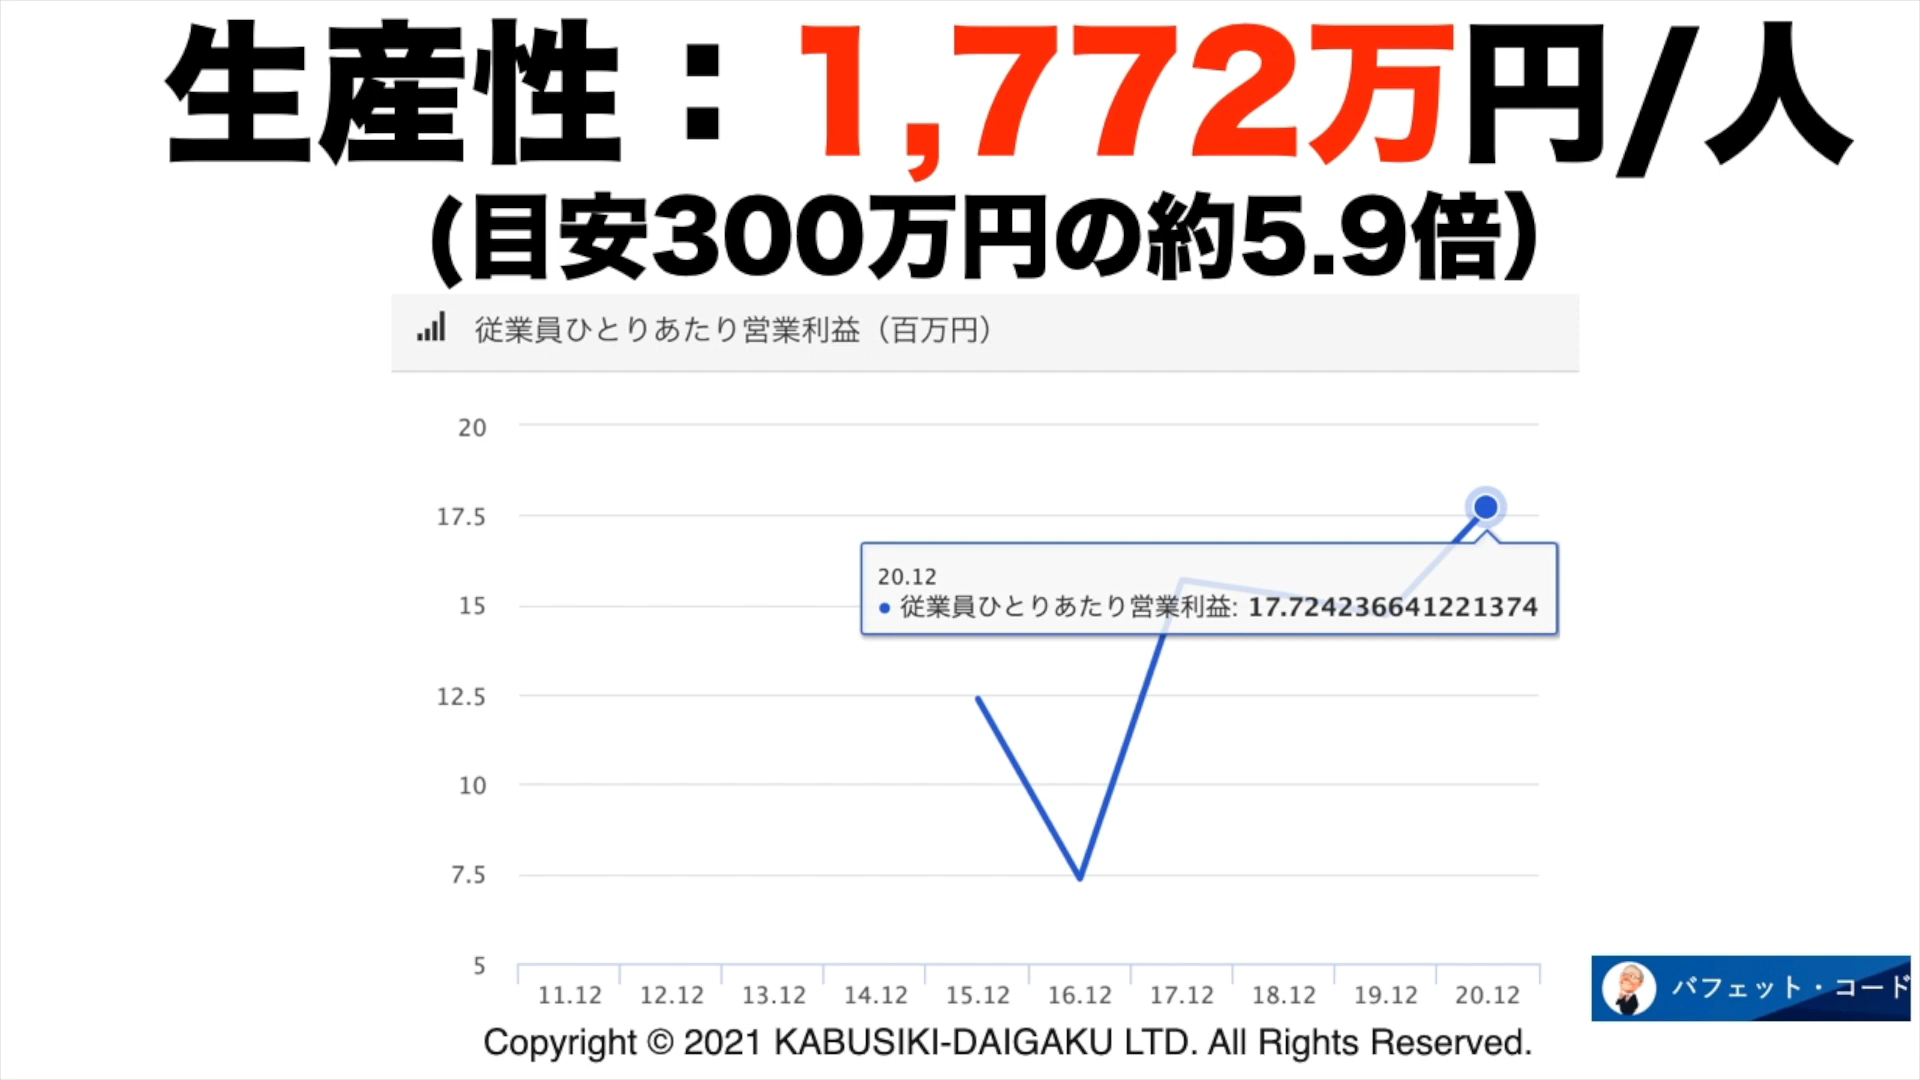 生産性：1,772万円/人
(目安300万円の約5.9倍)
従業員ひとりあたり営業利益（百万円）
20
17.5
15
12.5
10
7.5
5
20.12
従業員ひとりあたり営業利益: 17.724236641221374
11.12 12.12 13.12 14.12 15.12 16.12 17.12 18.12 19.12 20.12
バフェット・コード
Copyright © 2021 KABUSIKI-DAIGAKU LTD. All Rights Reserved.